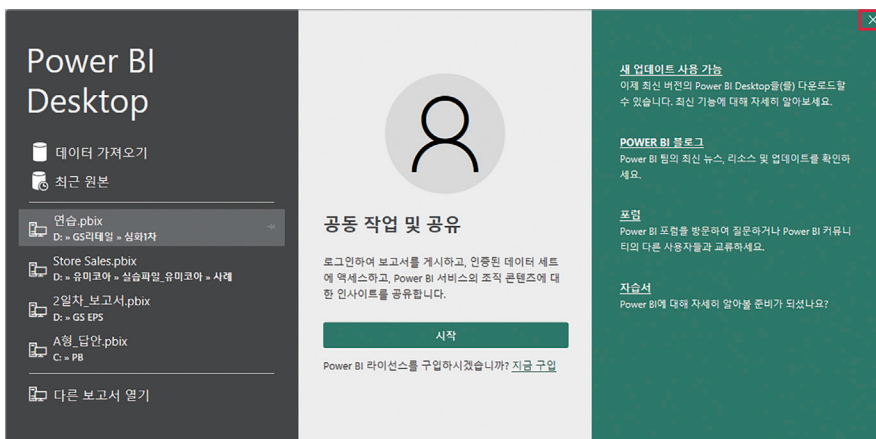 Power BI
Desktop
데이터 가져오기
최근 원본
연습.pbix
D: » GS리테일 » 심화1차
Store Sales.pbix
D: » 유미코아 » 실습파일_유미코아 » 사례
2일차_보고서.pbix
D: » GS EPS
A형_답안.pbix
C: » PB
다른 보고서 열기
공동 작업 및 공유
로그인하여 보고서를 게시하고, 인증된 데이터 세트
에 액세스하고, Power BI 서비스의 조직 콘텐츠에 대
한 인사이트를 공유합니다.
시작
Power BI 라이선스를 구입하시겠습니까? 지금 구입
새 업데이트 사용 가능
이제 최신 버전의 Power BI Desktop을(를) 다운로드할
수 있습니다. 최신 기능에 대해 자세히 알아보세요.
POWER BI 블로그
Power BI 팀의 최신 뉴스, 리소스 및 업데이트를 확인하
세요.
포럼
Power BI 포럼을 방문하여 질문하거나 Power BI 커뮤니
티의 다른 사용자들과 교류하세요.
자습서
Power BI에 대해 자세히 알아볼 준비가 되셨나요?